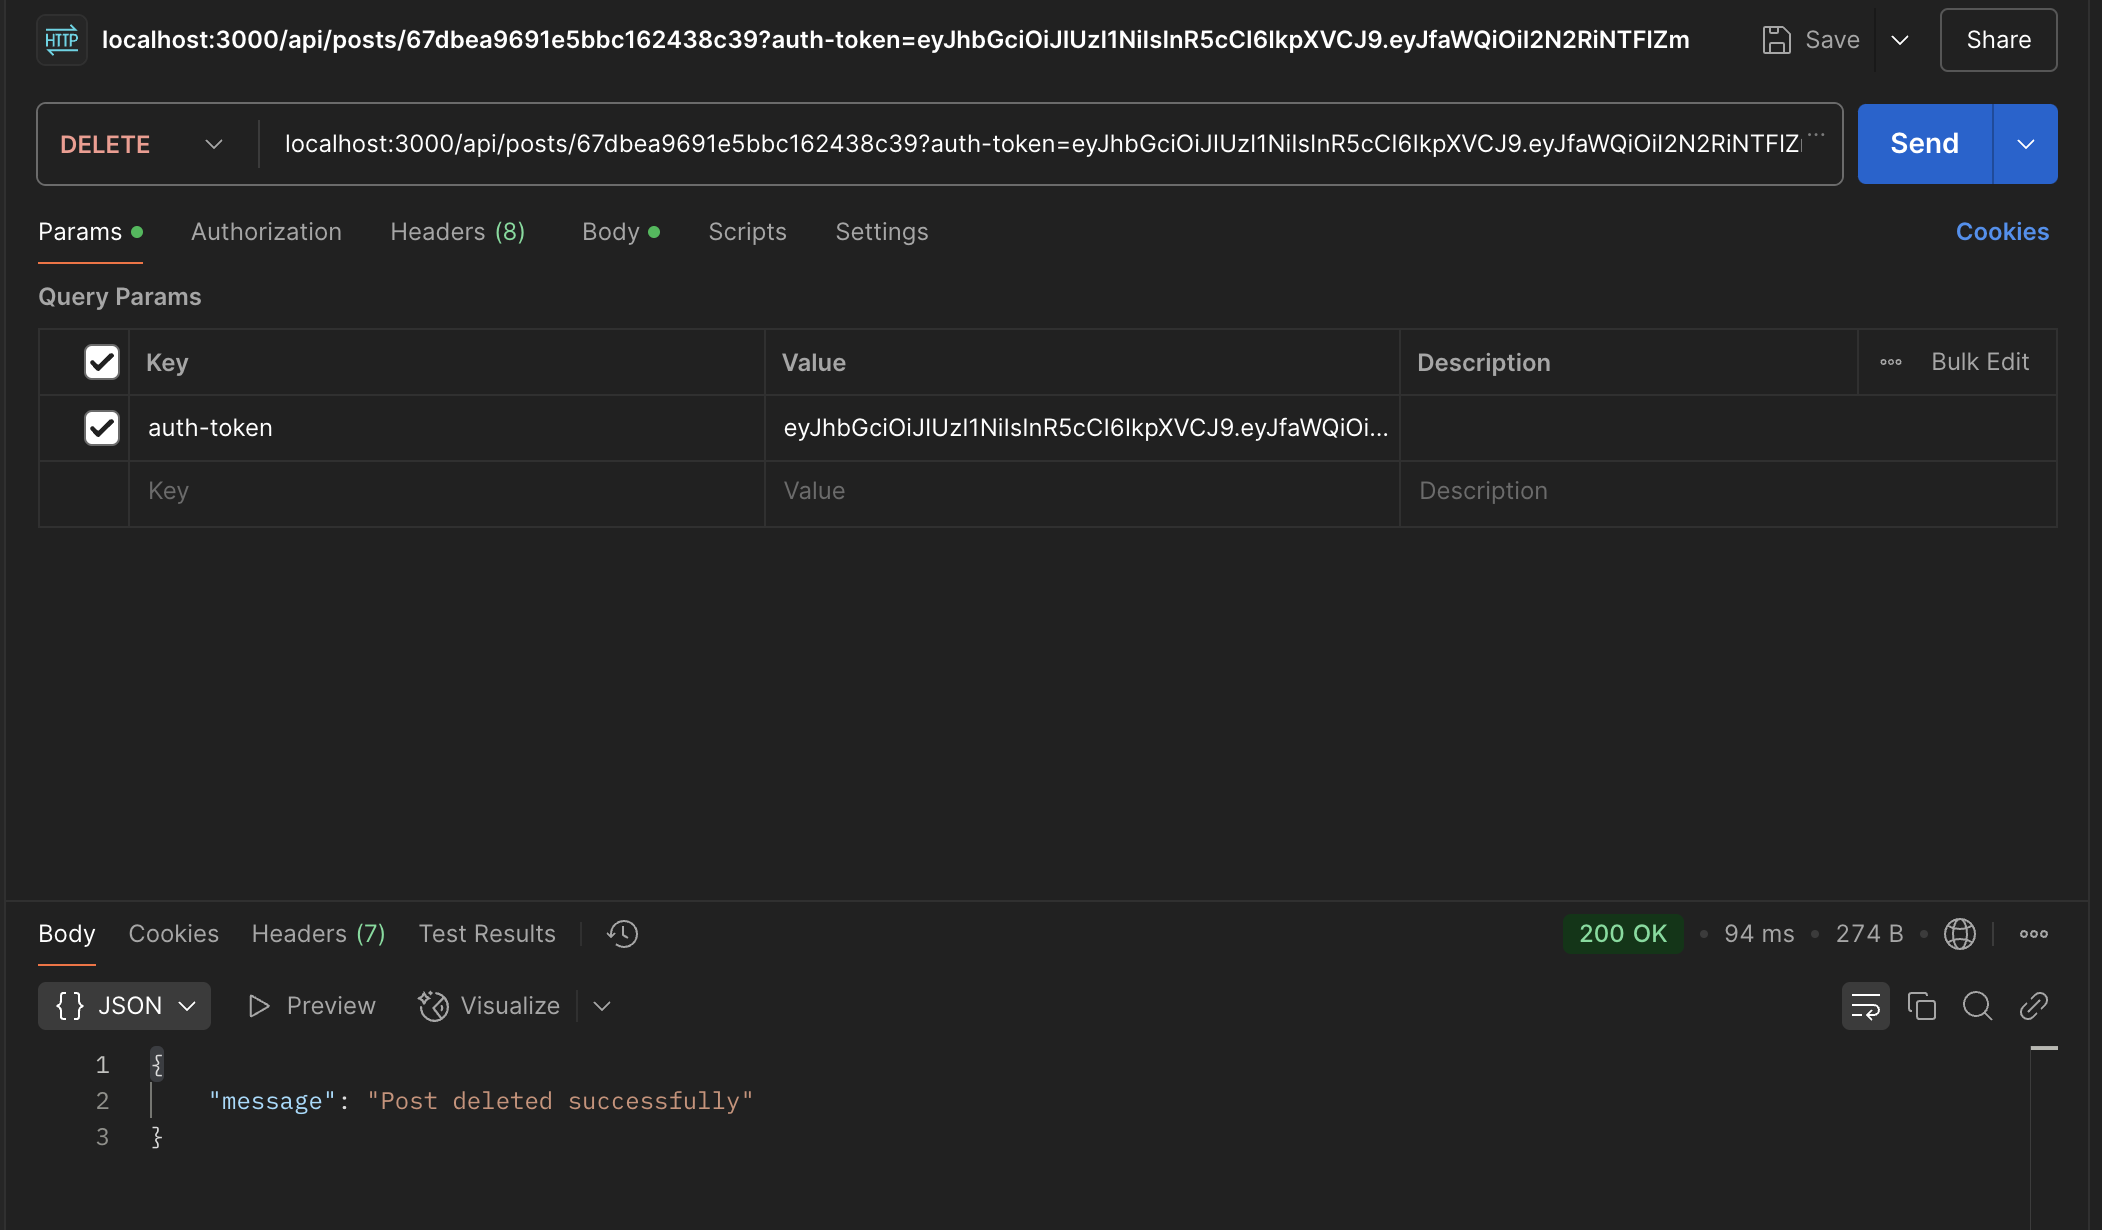 HTTP localhost:3000/api/posts/67dbea9691e5bbc162438c39?auth-token=eyJhbGciOiJIUzI1NiIsInR5cCI6IkpXVCJ9.eyJfaWQiOiI2N2RiNTFlZm Save Share
DELETE localhost:3000/api/posts/67dbea9691e5bbc162438c39?auth-token=eyJhbGciOiJIUzI1NiIsInR5cCI6IkpXVCJ9.eyJfaWQiOiI2N2RiNTFlZ ... Send
Params Authorization Headers (8) Body Scripts Settings Cookies
Query Params
Key Value Description Bulk Edit
auth-token eyJhbGciOiJIUzI1NiIsInR5cCI6IkpXVCJ9.eyJfaWQiOi...
Key Value Description
Body Cookies Headers (7) Test Results 200 OK • 94 ms • 274 B •
{} JSON Preview Visualize
1 {
2 "message": "Post deleted successfully"
3 }